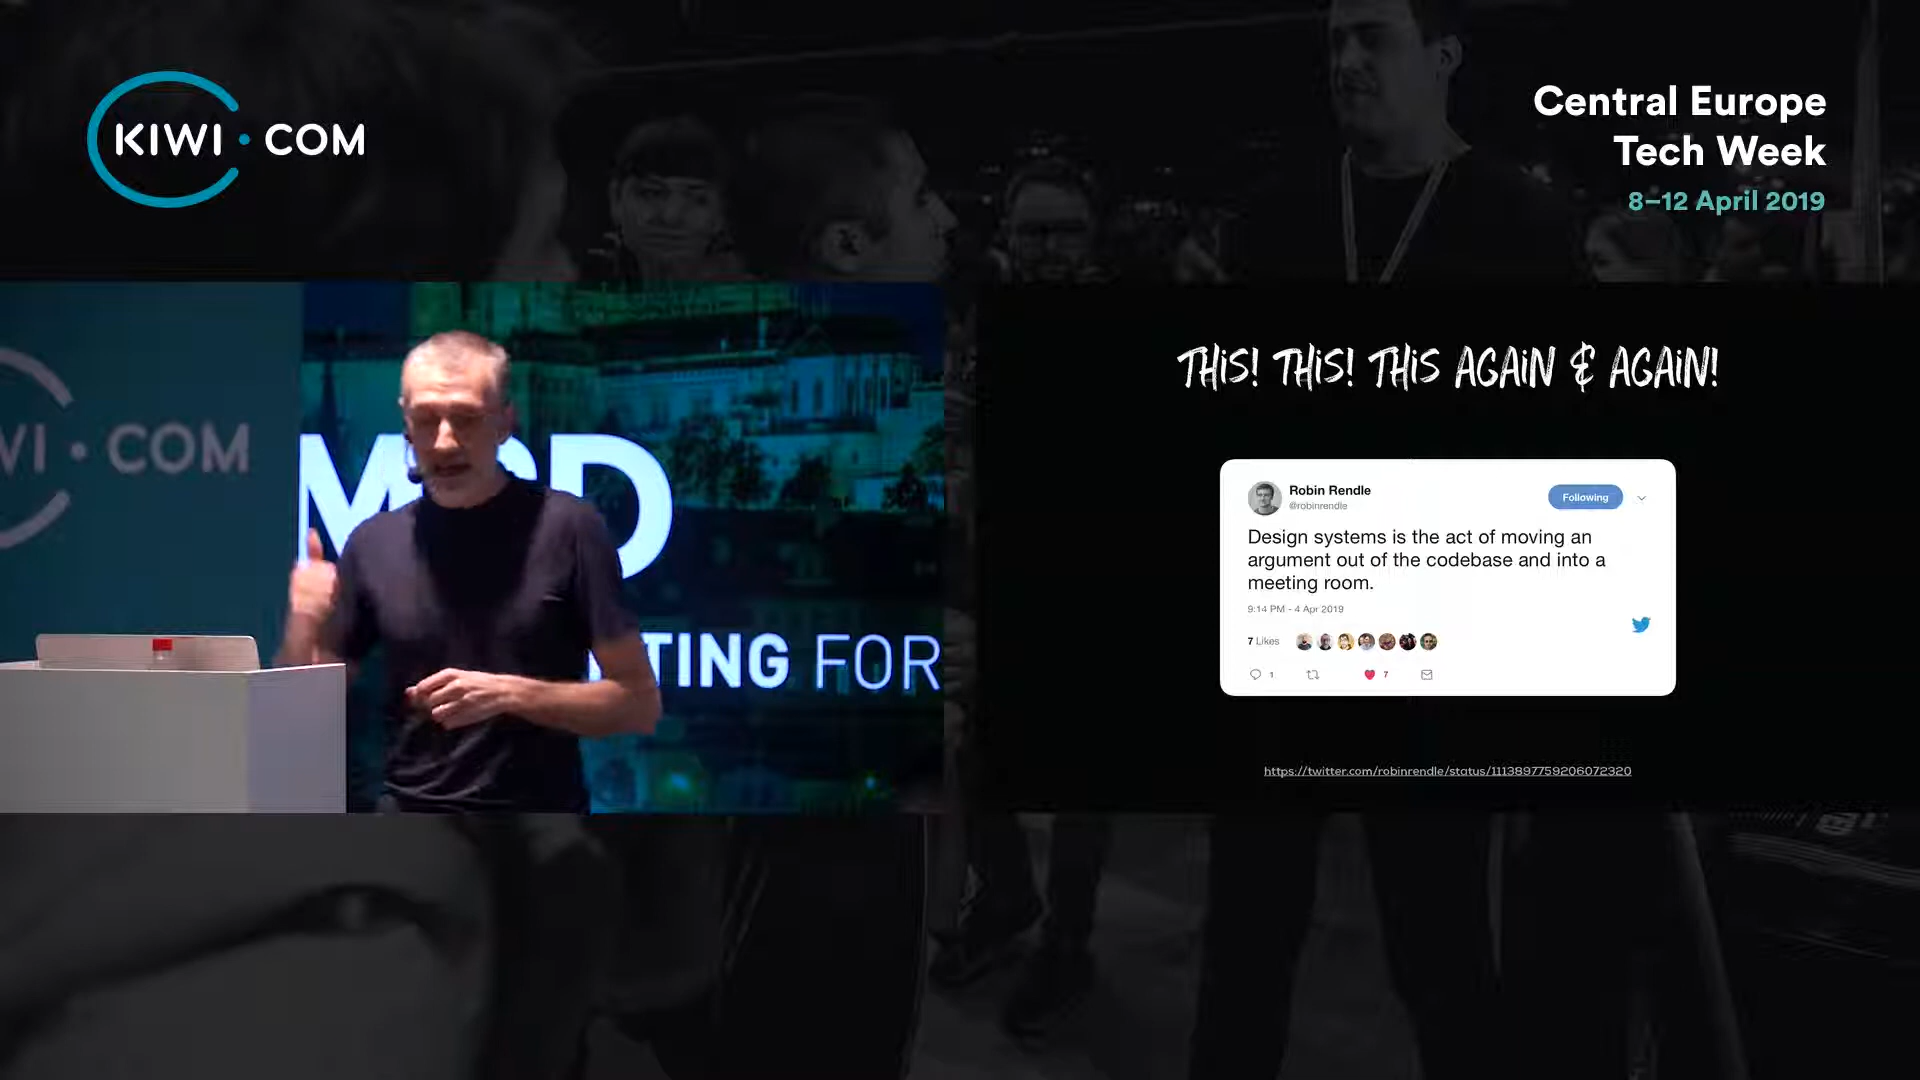 KIWI·COM
Central Europe
Tech Week
8–12 April 2019
WI·COM
TING FOR
THIS! THIS! THIS AGAIN & AGAIN!
Robin Rendle
@robinrendle
Following
Design systems is the act of moving an
argument out of the codebase and into a
meeting room.
9:14 PM - 4 Apr 2019
7 Likes
1
7
https://twitter.com/robinrendle/status/1113897759206072320